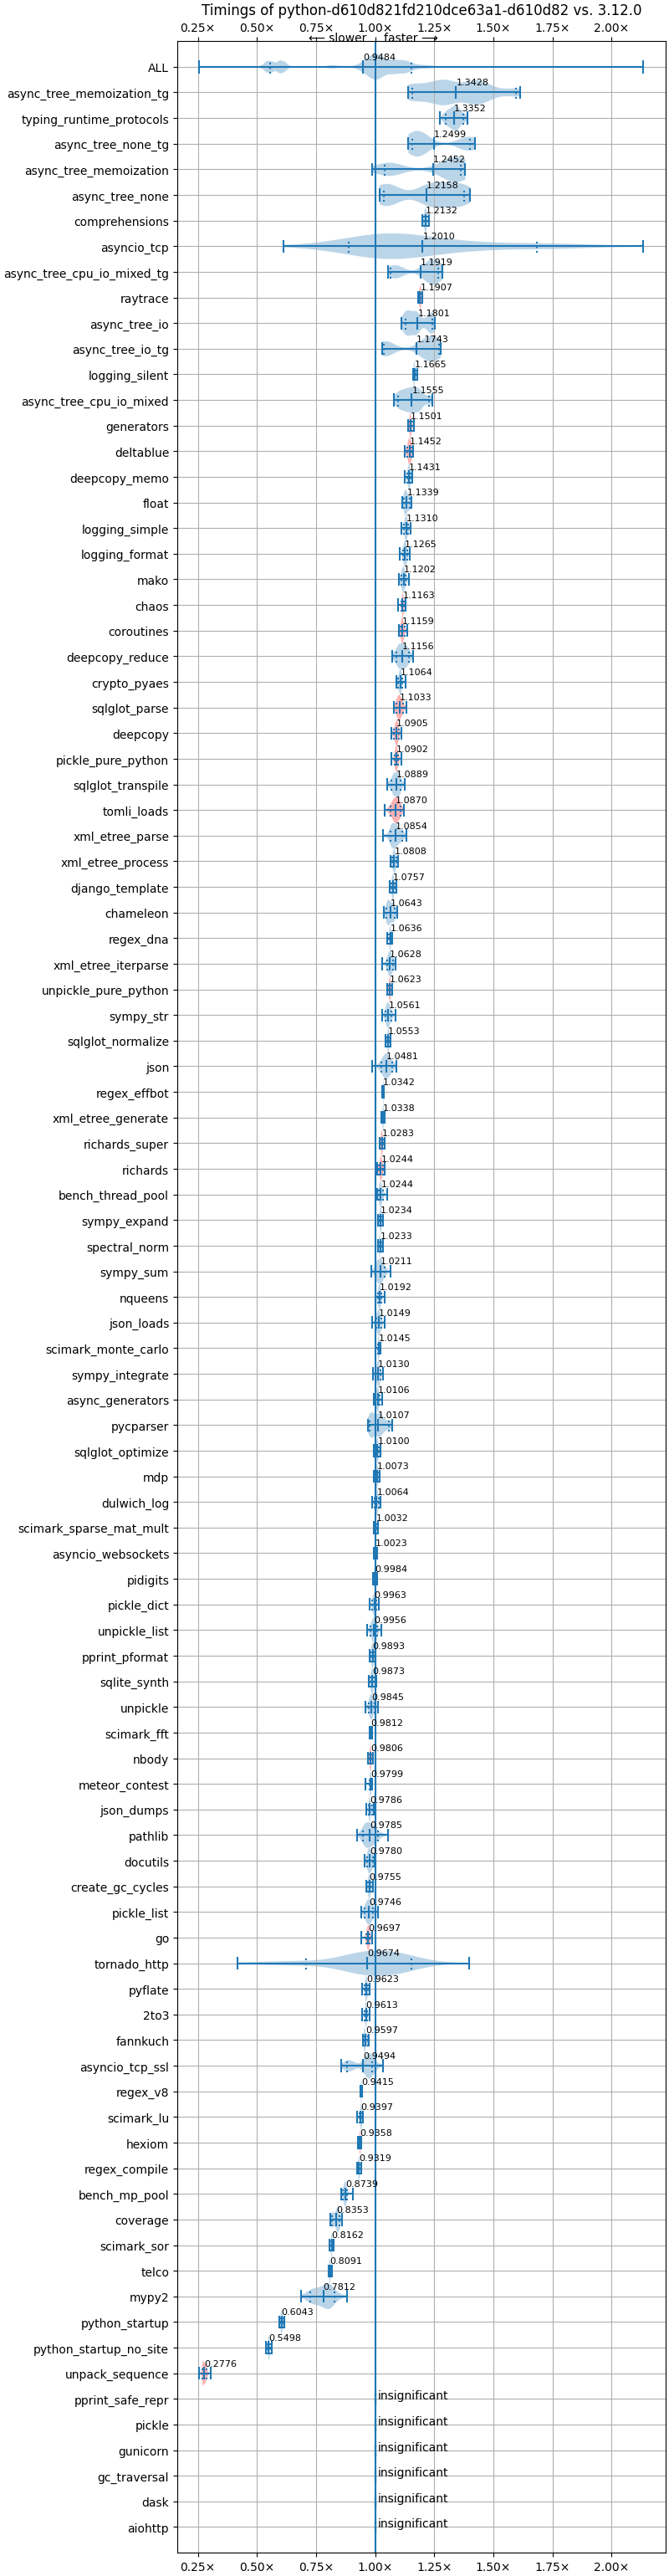 Timings of python-d610d821fd210dce63a1-d610d82 vs. 3.12.0
0.25× 0.50× 0.75× 1.00× 1.25× 1.50× 1.75× 2.00×
⟵ slower faster ⟶
ALL 0.9484
async_tree_memoization_tg 1.3428
typing_runtime_protocols 1.3352
async_tree_none_tg 1.2499
async_tree_memoization 1.2452
async_tree_none 1.2158
comprehensions 1.2132
asyncio_tcp 1.2010
async_tree_cpu_io_mixed_tg 1.1919
raytrace 1.1907
async_tree_io 1.1801
async_tree_io_tg 1.1743
logging_silent 1.1665
async_tree_cpu_io_mixed 1.1555
generators 1.1501
deltablue 1.1452
deepcopy_memo 1.1431
float 1.1339
logging_simple 1.1310
logging_format 1.1265
mako 1.1202
chaos 1.1163
coroutines 1.1159
deepcopy_reduce 1.1156
crypto_pyaes 1.1064
sqlglot_parse 1.1033
deepcopy 1.0905
pickle_pure_python 1.0902
sqlglot_transpile 1.0889
tomli_loads 1.0870
xml_etree_parse 1.0854
xml_etree_process 1.0808
django_template 1.0757
chameleon 1.0643
regex_dna 1.0636
xml_etree_iterparse 1.0628
unpickle_pure_python 1.0623
sympy_str 1.0561
sqlglot_normalize 1.0553
json 1.0481
regex_effbot 1.0342
xml_etree_generate 1.0338
richards_super 1.0283
richards 1.0244
bench_thread_pool 1.0244
sympy_expand 1.0234
spectral_norm 1.0233
sympy_sum 1.0211
nqueens 1.0192
json_loads 1.0149
scimark_monte_carlo 1.0145
sympy_integrate 1.0130
async_generators 1.0106
pycparser 1.0107
sqlglot_optimize 1.0100
mdp 1.0073
dulwich_log 1.0064
scimark_sparse_mat_mult 1.0032
asyncio_websockets 1.0023
pidigits 0.9984
pickle_dict 0.9963
unpickle_list 0.9956
pprint_pformat 0.9893
sqlite_synth 0.9873
unpickle 0.9845
scimark_fft 0.9812
nbody 0.9806
meteor_contest 0.9799
json_dumps 0.9786
pathlib 0.9785
docutils 0.9780
create_gc_cycles 0.9755
pickle_list 0.9746
go 0.9697
tornado_http 0.9674
pyflate 0.9623
2to3 0.9613
fannkuch 0.9597
asyncio_tcp_ssl 0.9494
regex_v8 0.9415
scimark_lu 0.9397
hexiom 0.9358
regex_compile 0.9319
bench_mp_pool 0.8739
coverage 0.8353
scimark_sor 0.8162
telco 0.8091
mypy2 0.7812
python_startup 0.6043
python_startup_no_site 0.5498
unpack_sequence 0.2776
pprint_safe_repr insignificant
pickle insignificant
gunicorn insignificant
gc_traversal insignificant
dask insignificant
aiohttp insignificant
0.25× 0.50× 0.75× 1.00× 1.25× 1.50× 1.75× 2.00×